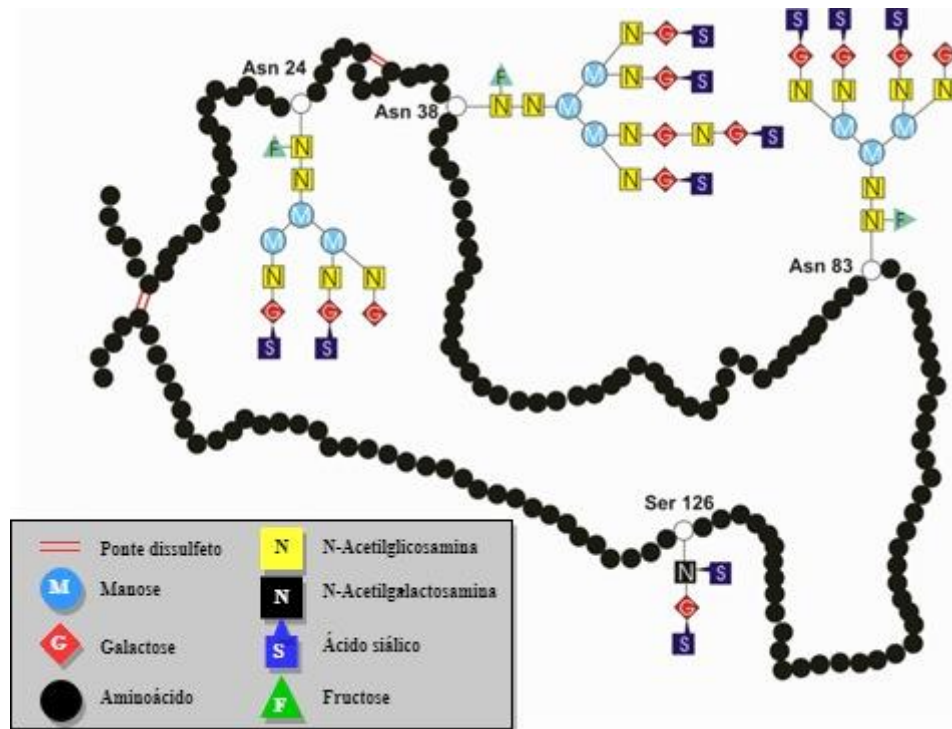 S S S
N G S G G G G
Asn 24
F M N G S N N N N
Asn 38 N N M M M M
F N M N G N G S M
N N G S N
M N F
M M Asn 83
N N N
G G G
S S
Ser 126
N S
G
S
Ponte dissulfeto
M Manose
G Galactose
Aminoácido
N N-Acetilglicosamina
N N-Acetilgalactosamina
S Ácido siálico
F Fructose